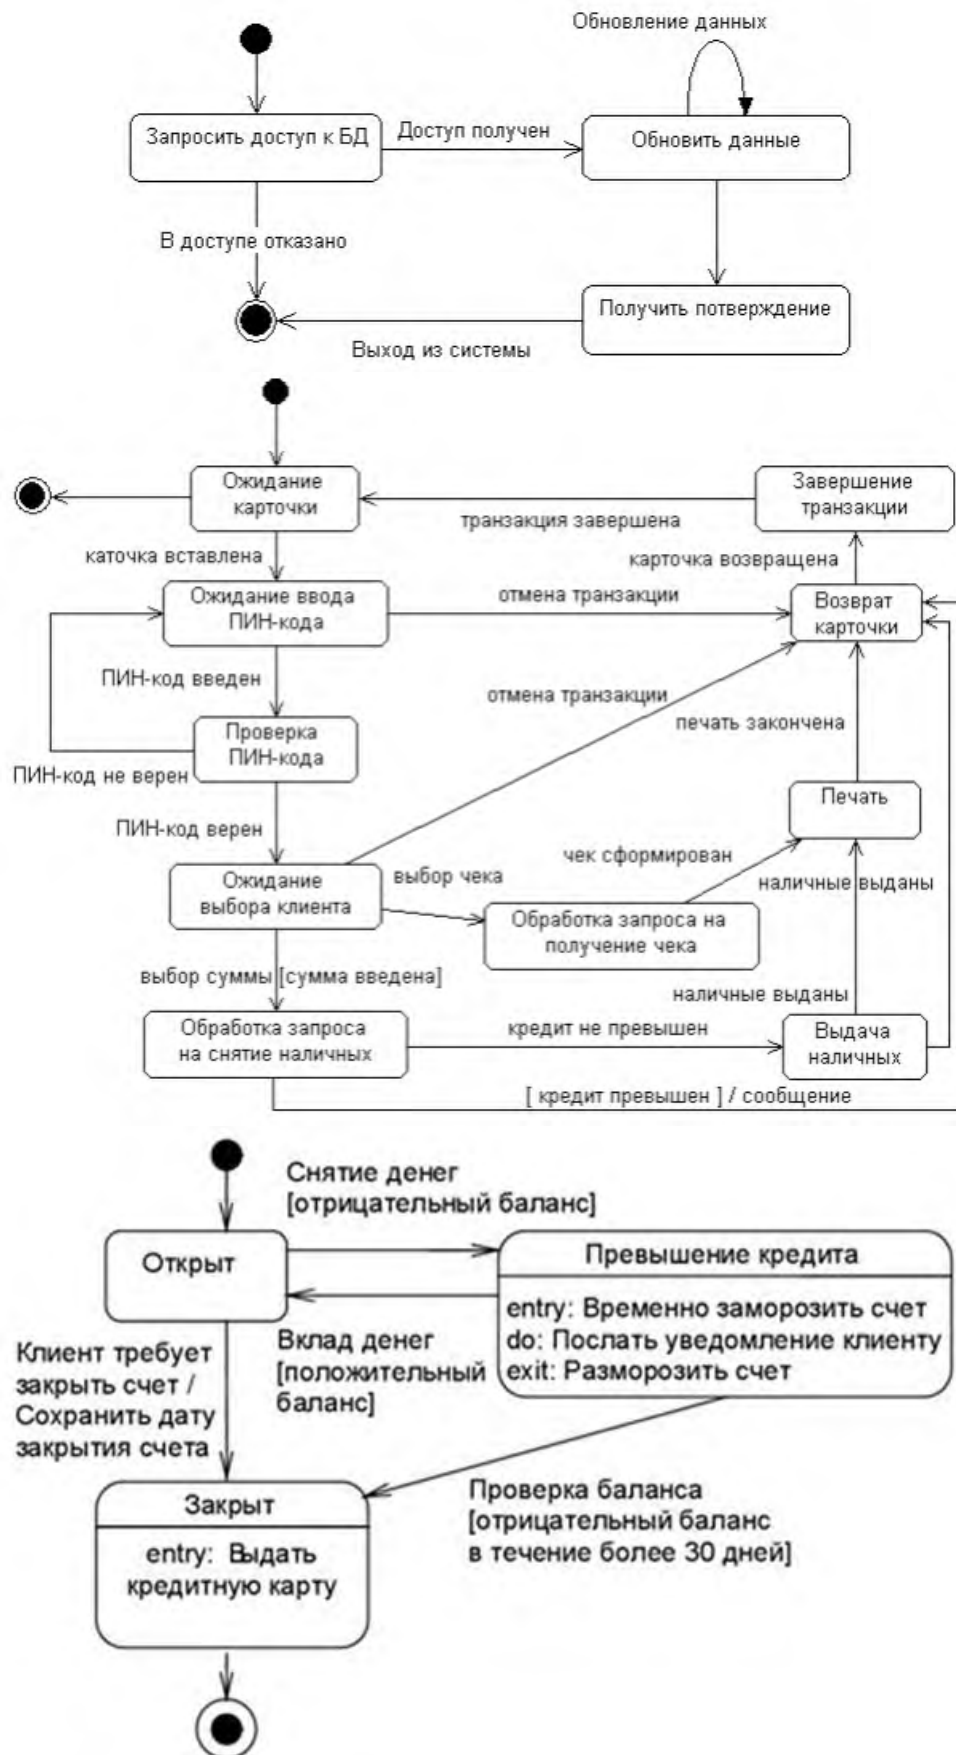 Обновление данных
Запросить доступ к БД
Доступ получен
Обновить данные
В доступе отказано
Получить потверждение
Выход из системы
Ожидание
карточки
Завершение
транзакции
транзакция завершена
каточка вставлена
карточка возвращена
Ожидание ввода
ПИН-кода
отмена транзакции
Возврат
карточки
ПИН-код введен
отмена транзакции
печать закончена
Проверка
ПИН-кода
ПИН-код не верен
Печать
ПИН-код верен
чек сформирован
Ожидание
выбора клиента
выбор чека
наличные выданы
Обработка запроса на
получение чека
выбор суммы [сумма введена]
наличные выданы
Обработка запроса
на снятие наличных
кредит не превышен
Выдача
наличных
[ кредит превышен ] / сообщение
Снятие денег
[отрицательный баланс]
Открыт
Превышение кредита
entry: Временно заморозить счет
do: Послать уведомление клиенту
exit: Разморозить счет
Вклад денег
[положительный
баланс]
Клиент требует
закрыть счет /
Сохранить дату
закрытия счета
Закрыт
entry: Выдать
кредитную карту
Проверка баланса
[отрицательный баланс
в течение более 30 дней]